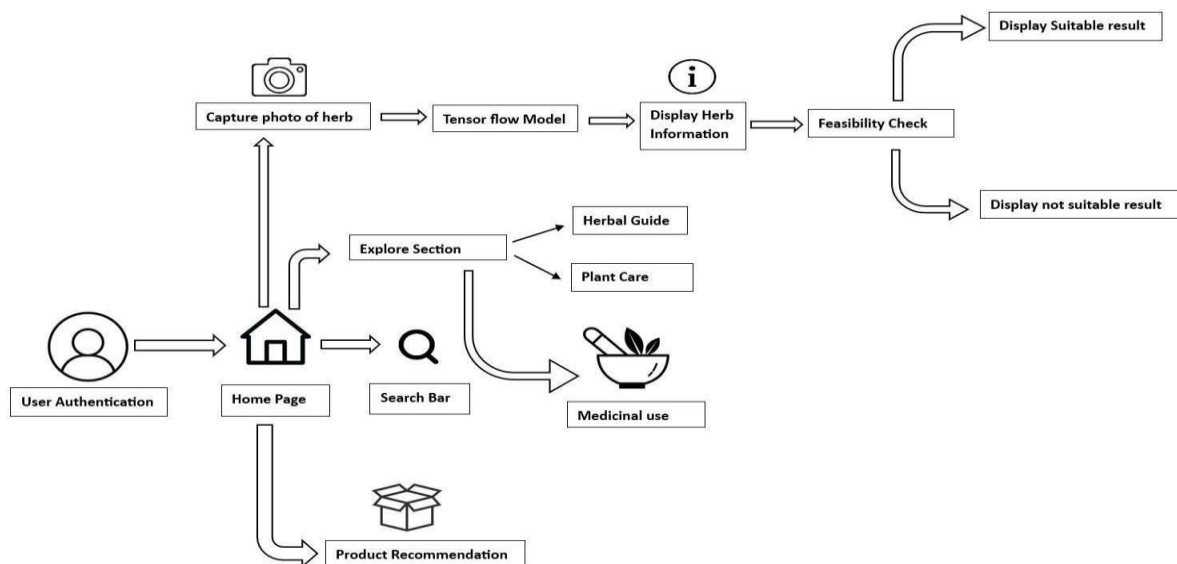 Display Suitable result
Capture photo of herb
Tensor flow Model
Display Herb
Information
Feasibility Check
Display not suitable result
Herbal Guide
Explore Section
Plant Care
User Authentication
Home Page
Search Bar
Medicinal use
Product Recommendation